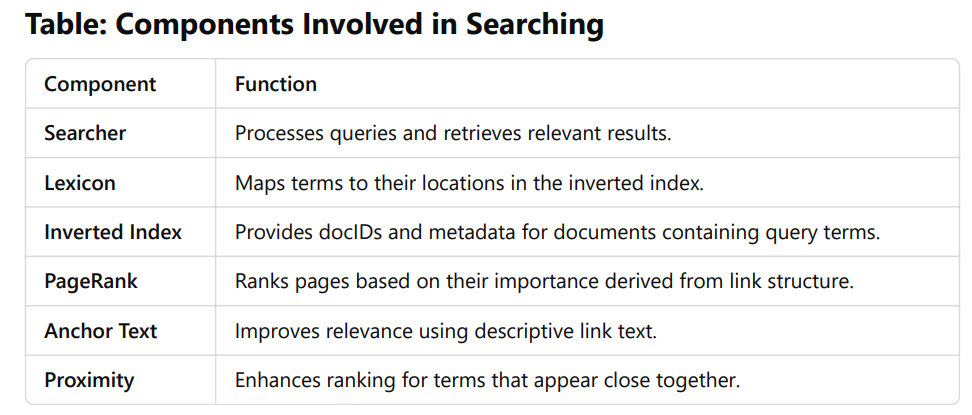 Table: Components Involved in Searching
Component Function
Searcher Processes queries and retrieves relevant results.
Lexicon Maps terms to their locations in the inverted index.
Inverted Index Provides docIDs and metadata for documents containing query terms.
PageRank Ranks pages based on their importance derived from link structure.
Anchor Text Improves relevance using descriptive link text.
Proximity Enhances ranking for terms that appear close together.